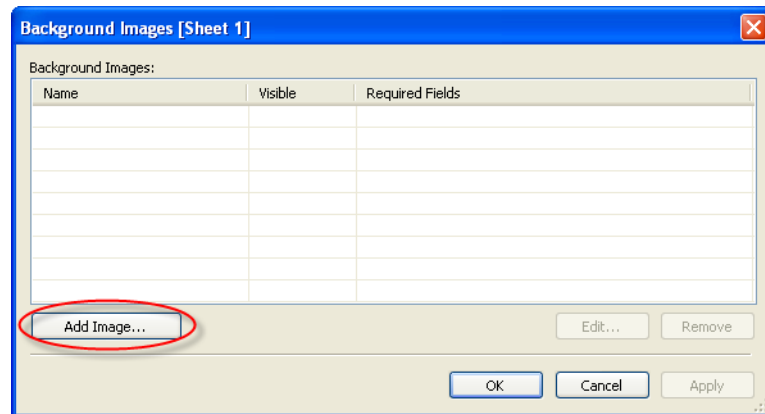 Background Images [Sheet 1]
Background Images:
Name Visible Required Fields
Add Image... Edit... Remove
OK Cancel Apply